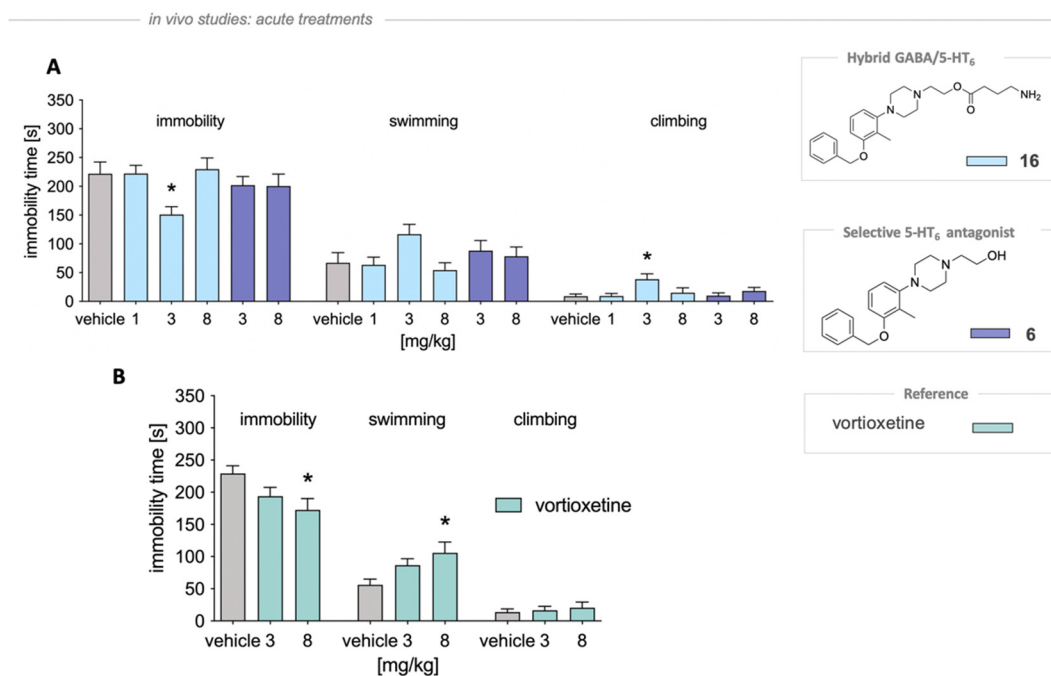 in vivo studies: acute treatments
A
immobility time [s]
350
300
250
200
150
100
50
0
immobility
swimming
climbing
*
*
vehicle 1 3 8 3 8 vehicle 1 3 8 3 8 vehicle 1 3 8 3 8
[mg/kg]
Hybrid GABA/5-HT6
N
N
O
O
NH2
O
16
Selective 5-HT6 antagonist
N
N
OH
O
6
Reference
vortioxetine
B
immobility time [s]
350
300
250
200
150
100
50
0
immobility
swimming
climbing
*
*
vortioxetine
vehicle 3 8 vehicle 3 8 vehicle 3 8
[mg/kg]